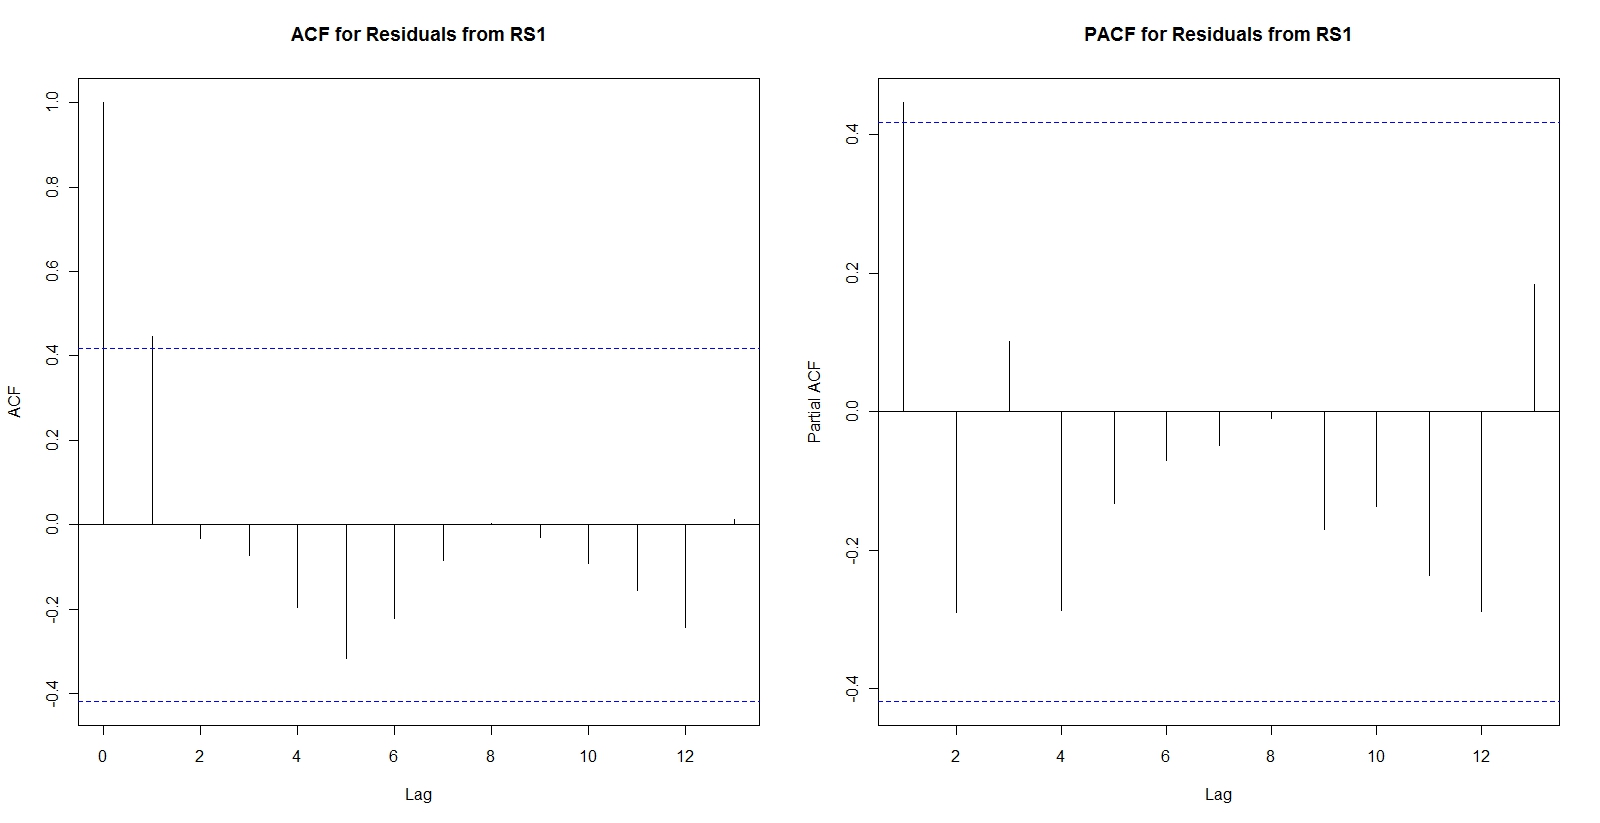 ACF for Residuals from RS1
1.0
0.8
0.6
0.4
0.2
0.0
-0.2
-0.4
ACF
0 2 4 6 8 10 12
Lag
PACF for Residuals from RS1
0.4
0.2
0.0
-0.2
-0.4
Partial ACF
2 4 6 8 10 12
Lag